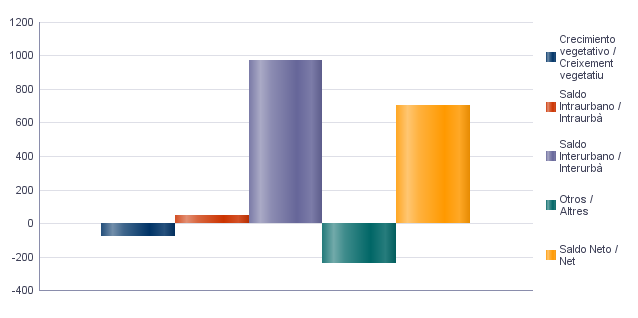 1200
1000
800
600
400
200
0
-200
-400
Crecimiento
vegetativo /
Creixement
vegetatiu
Saldo
Intraurbano /
Intraurbà
Saldo
Interurbano /
Interurbà
Otros /
Altres
Saldo Neto /
Net